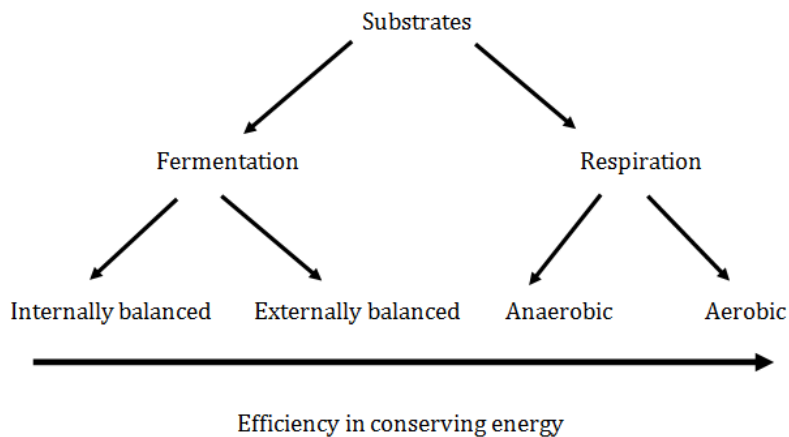 Substrates
Fermentation Respiration
Internally balanced Externally balanced Anaerobic Aerobic
Efficiency in conserving energy